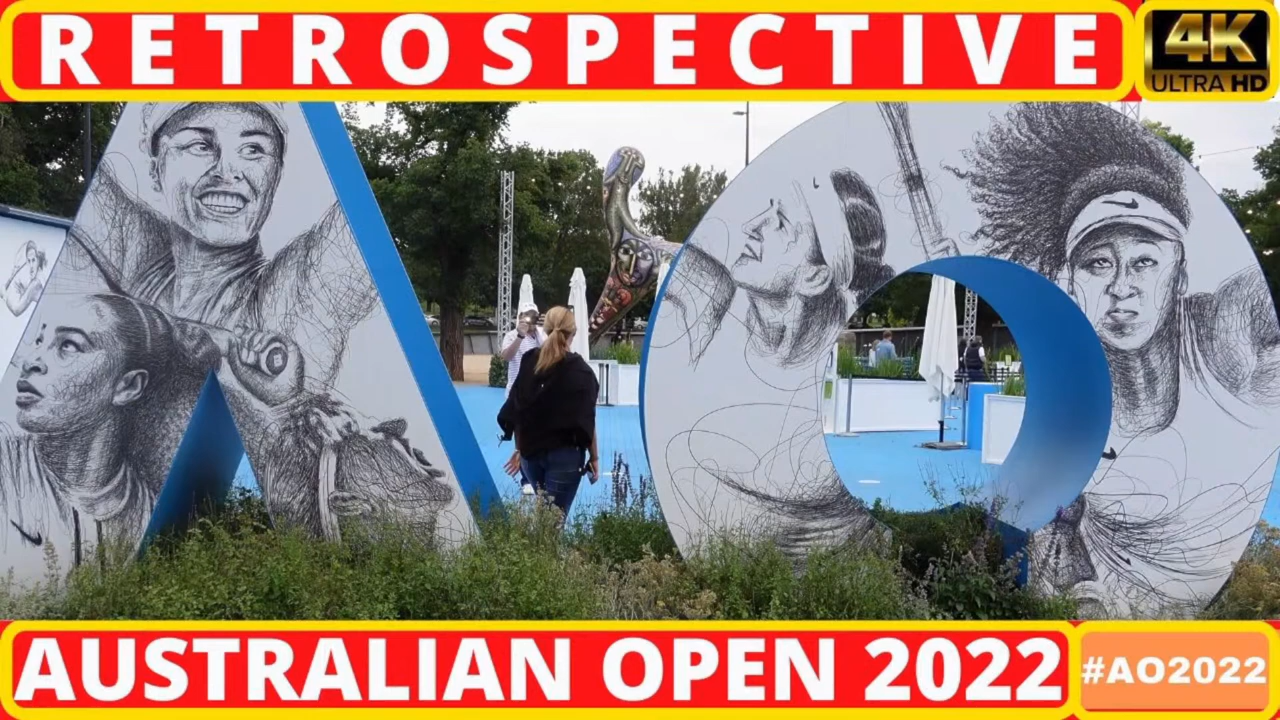 RETROSPECTIVE
4K
ULTRA HD
AUSTRALIAN OPEN 2022
#AO2022